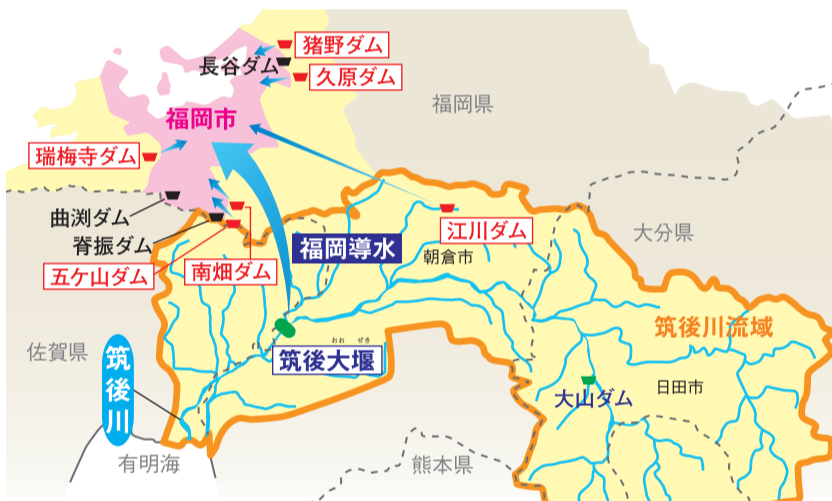 猪野ダム
長谷ダム
久原ダム
福岡県
福岡市
瑞梅寺ダム
曲渕ダム
脊振ダム
五ケ山ダム
南畑ダム
福岡導水
江川ダム
朝倉市
大分県
筑後川流域
佐賀県
筑後川
おお ぜき
筑後大堰
大山ダム
日田市
有明海
熊本県